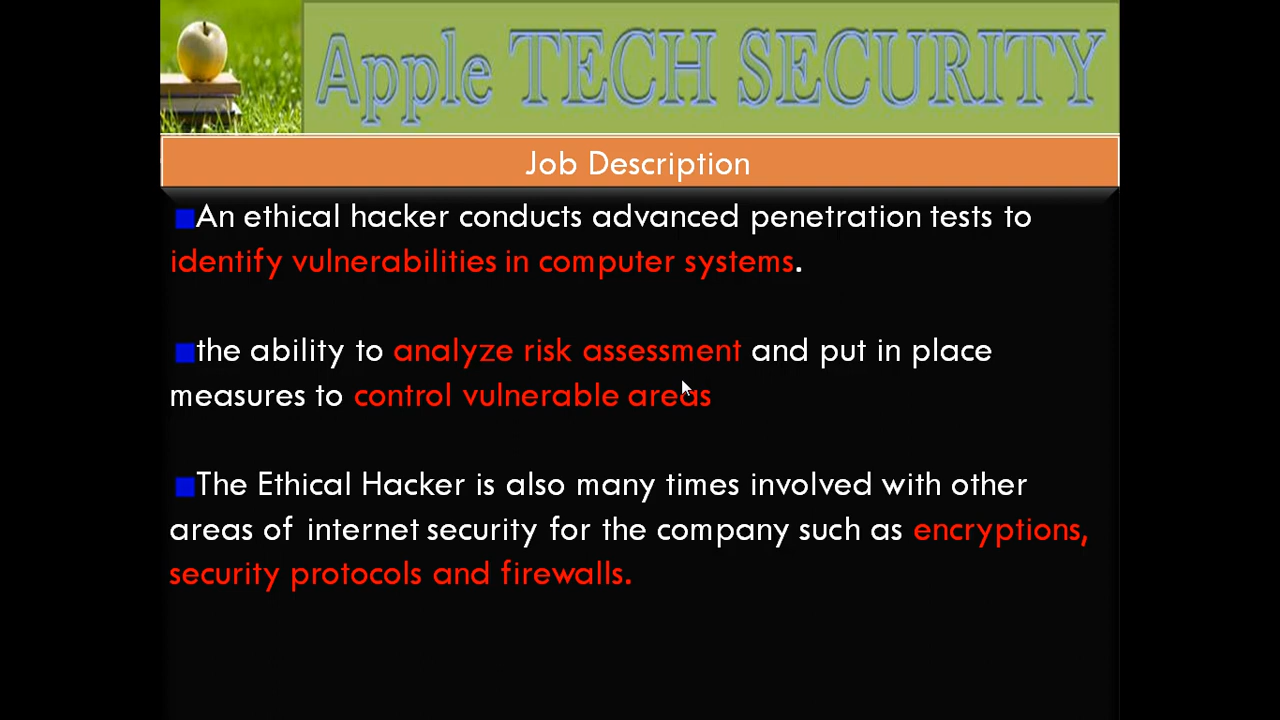 Apple TECH SECURITY
Job Description
An ethical hacker conducts advanced penetration tests to
identify vulnerabilities in computer systems.
the ability to analyze risk assessment and put in place
measures to control vulnerable areas
The Ethical Hacker is also many times involved with other
areas of internet security for the company such as encryptions,
security protocols and firewalls.